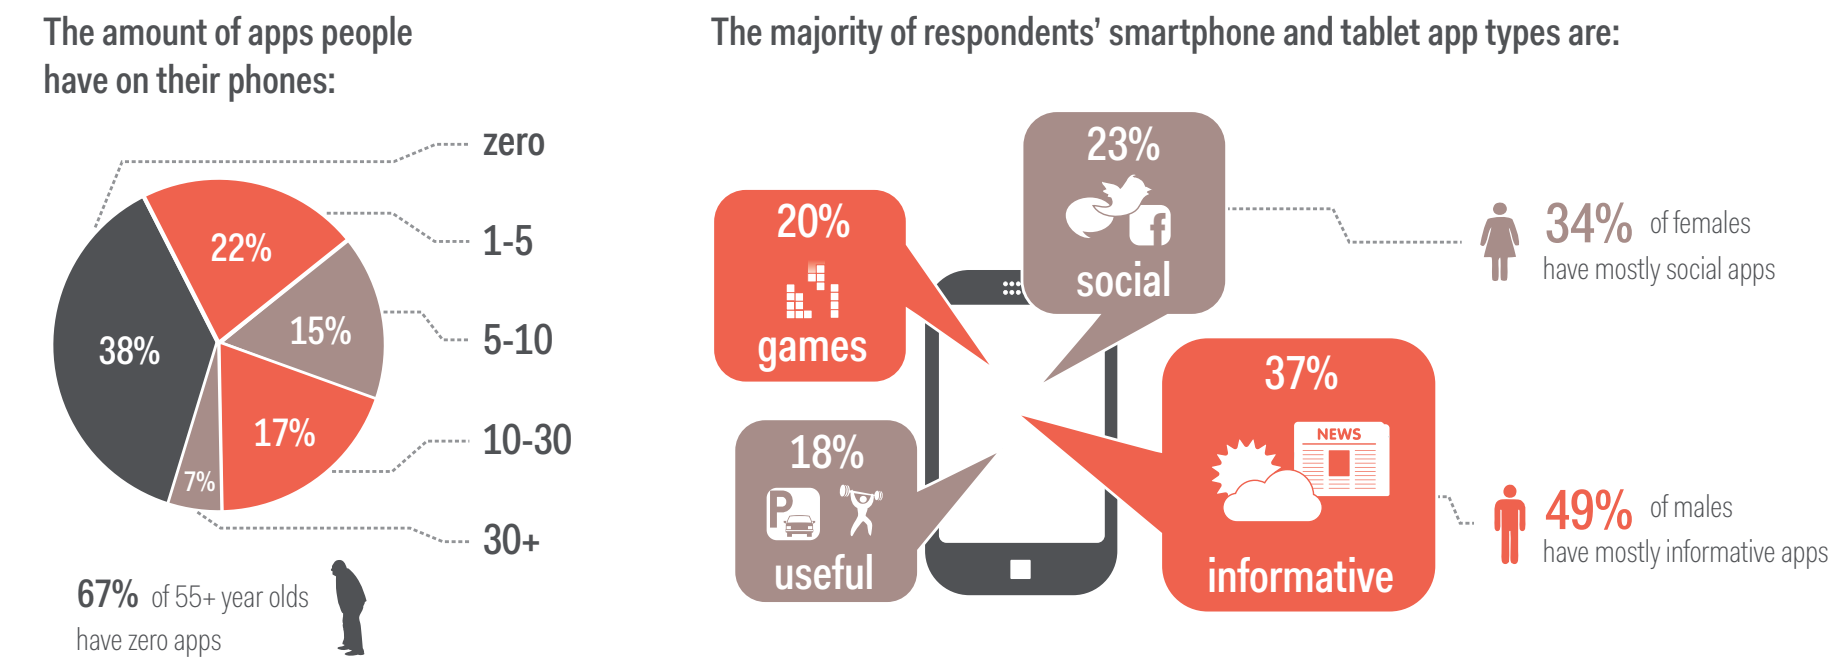 The amount of apps people
have on their phones:
zero
1-5
5-10
10-30
30+
22%
15%
38%
17%
7%
67% of 55+ year olds
have zero apps
The majority of respondents’ smartphone and tablet app types are:
23%
social
20%
games
18%
P
useful
37%
NEWS
informative
34% of females
have mostly social apps
49% of males
have mostly informative apps